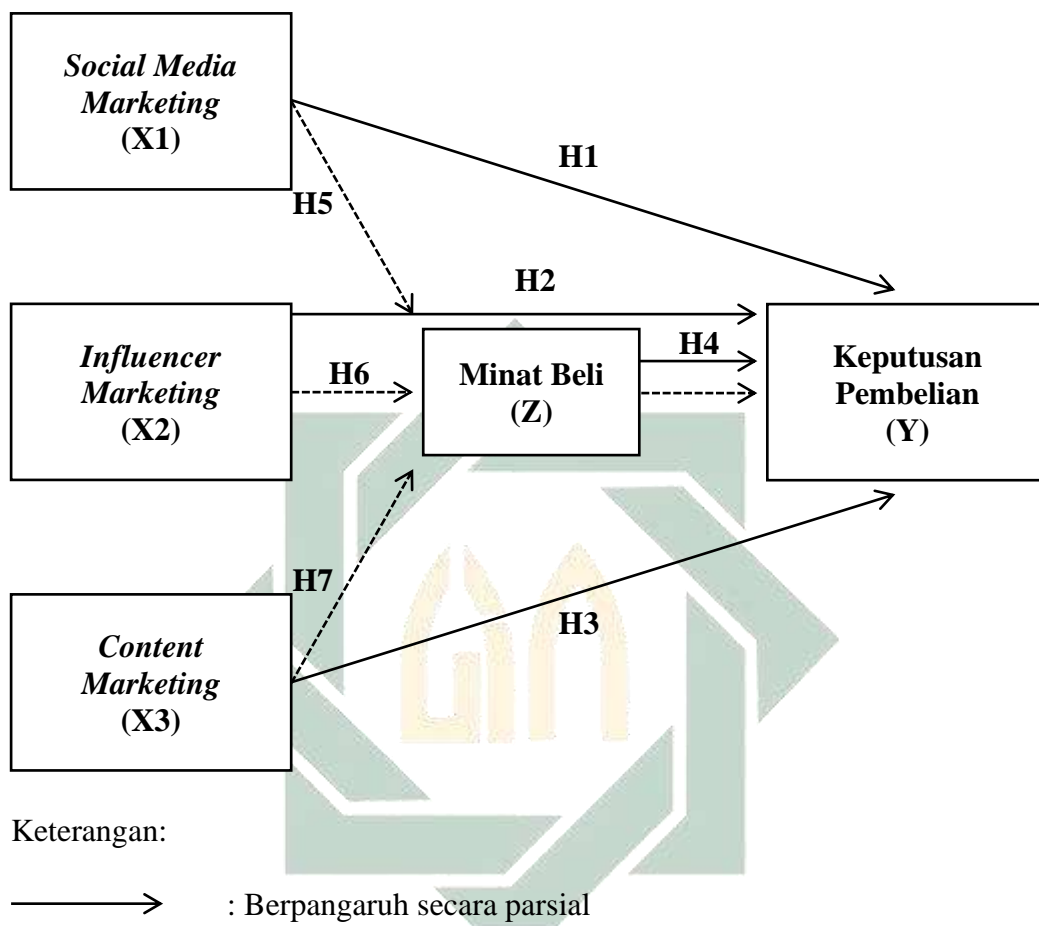 Social Media
Marketing
(X1)
H1
H5
H2
Influencer
Marketing
(X2)
H6
Minat Beli
(Z)
H4
Keputusan
Pembelian
(Y)
H7
H3
Content
Marketing
(X3)
Keterangan:
: Berpangaruh secara parsial